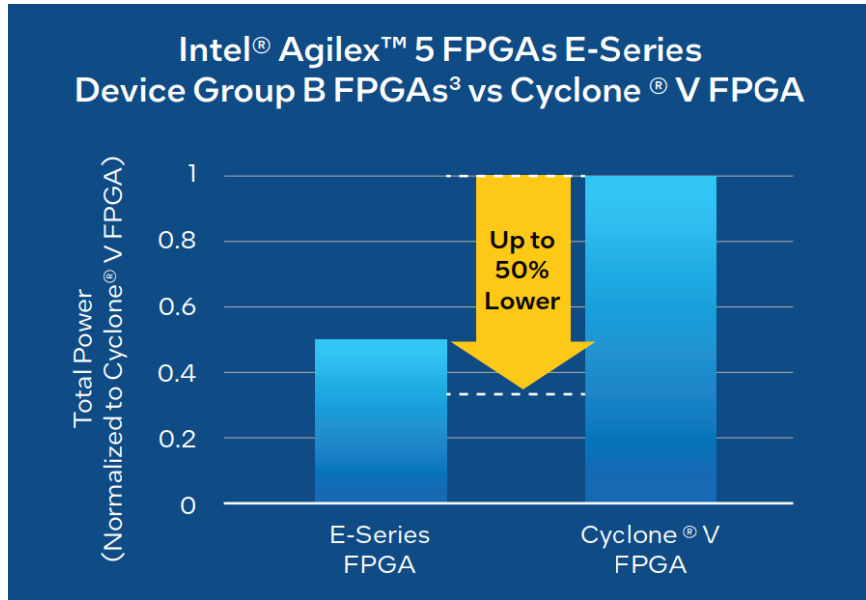 Intel® Agilex™ 5 FPGAs E-Series
Device Group B FPGAs³ vs Cyclone ® V FPGA
Total Power
(Normalized to Cyclone® V FPGA)
1
0.8
0.6
0.4
0.2
0
Up to
50%
Lower
E-Series
FPGA
Cyclone ® V
FPGA